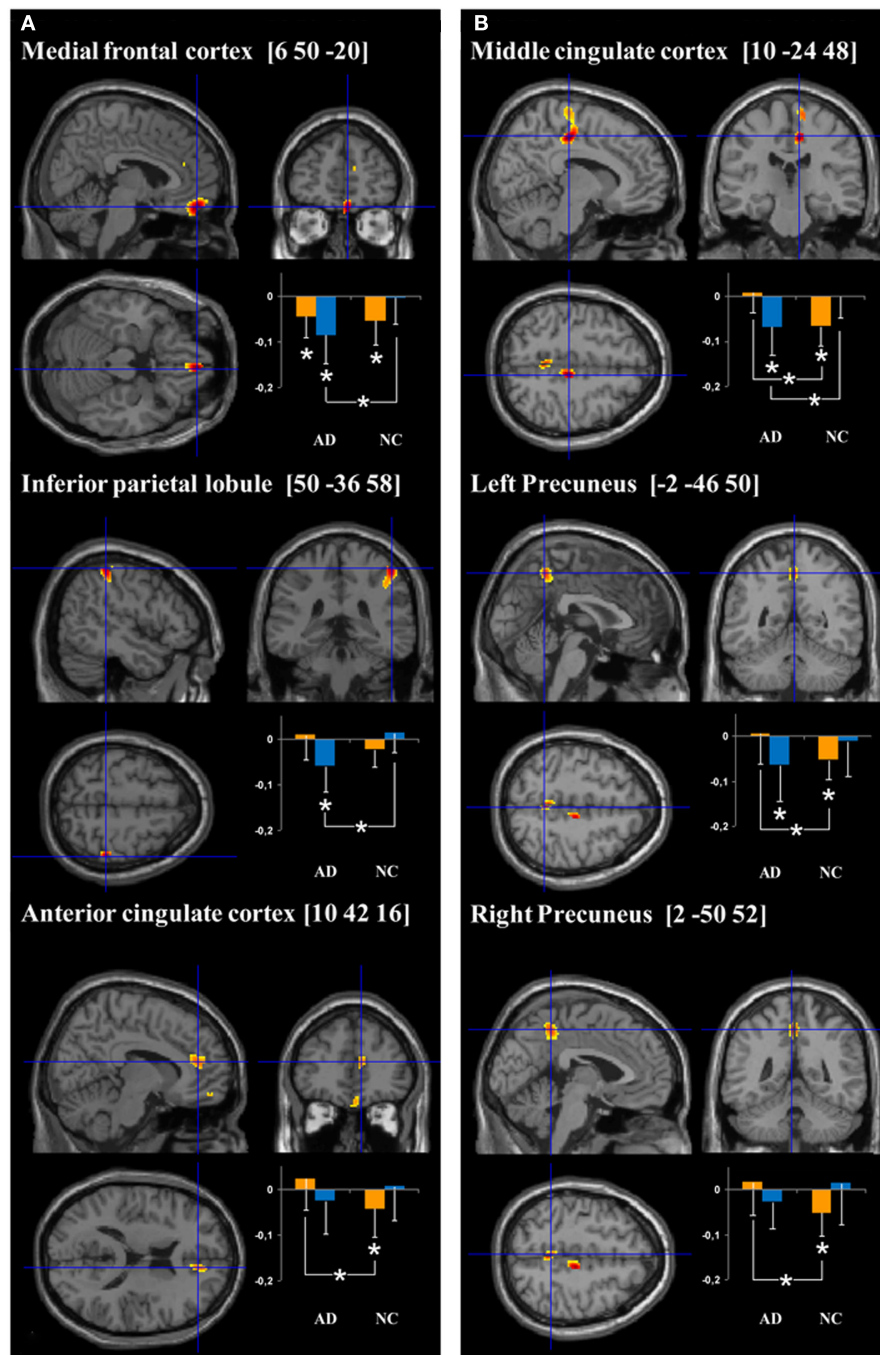 A
Medial frontal cortex [6 50 -20]
0
-0,1
-0,2
*
*
*
*
AD NC
Inferior parietal lobule [50 -36 58]
0
-0,1
-0,2
*
*
AD NC
Anterior cingulate cortex [10 42 16]
0
-0,1
-0,2
*
*
AD NC
B
Middle cingulate cortex [10 -24 48]
0
-0,1
-0,2
*
*
*
*
AD NC
Left Precuneus [-2 -46 50]
0
-0,1
-0,2
*
*
*
AD NC
Right Precuneus [2 -50 52]
0
-0,1
-0,2
*
*
AD NC